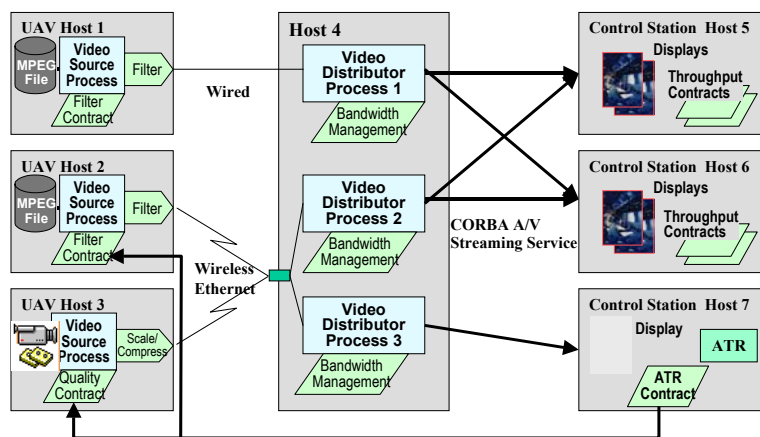 UAV Host 1
MPEG
File
Video
Source
Process
Filter
Filter
Contract
Wired
UAV Host 2
MPEG
File
Video
Source
Process
Filter
Filter
Contract
Wireless
Ethernet
UAV Host 3
Video
Source
Process
Scale/
Compress
Quality
Contract
Host 4
Video
Distributor
Process 1
Bandwidth
Management
Video
Distributor
Process 2
Bandwidth
Management
Video
Distributor
Process 3
Bandwidth
Management
CORBA A/V
Streaming Service
Control Station Host 5
Displays
Throughput
Contracts
Control Station Host 6
Displays
Throughput
Contracts
Control Station Host 7
Display
ATR
ATR
Contract